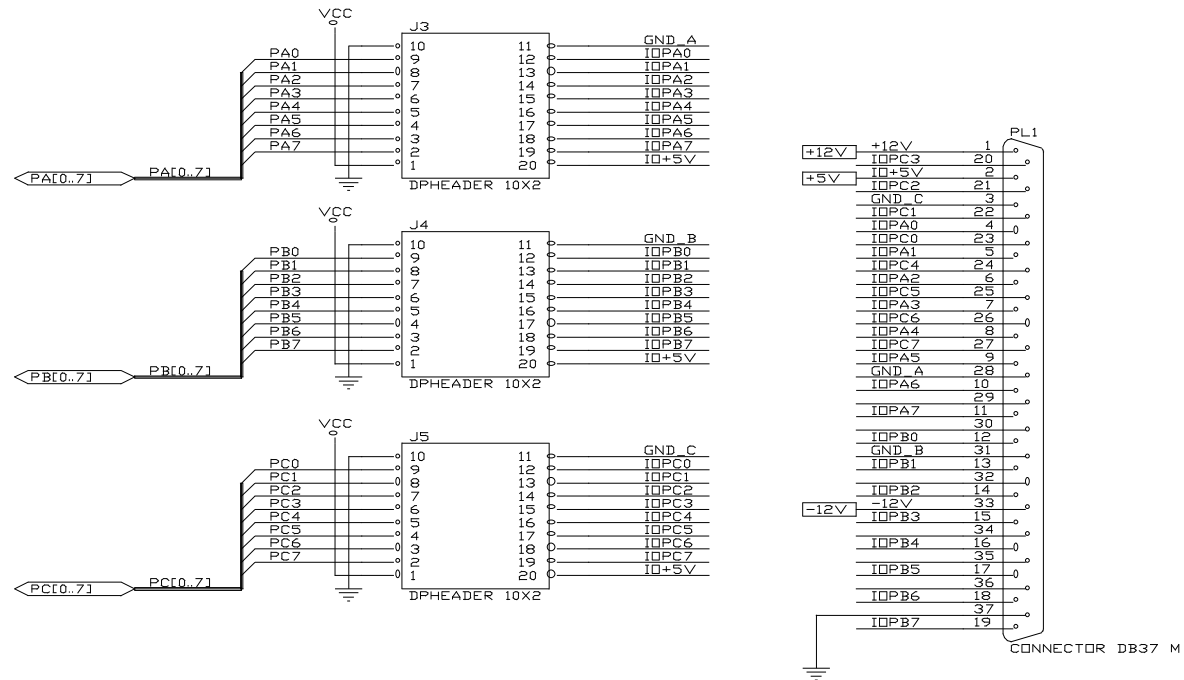 VCC
J3
10 11 GND_A
PA0 9 12 IOPA0
PA1 8 13 IOPA1
PA2 7 14 IOPA2
PA3 6 15 IOPA3
PA4 5 16 IOPA4
PA5 4 17 IOPA5
PA6 3 18 IOPA6
PA7 2 19 IOPA7
1 20 IO+5V
PA[0..7] PA[0..7]
DPHEADER 10X2
VCC
J4
10 11 GND_B
PB0 9 12 IOPB0
PB1 8 13 IOPB1
PB2 7 14 IOPB2
PB3 6 15 IOPB3
PB4 5 16 IOPB4
PB5 4 17 IOPB5
PB6 3 18 IOPB6
PB7 2 19 IOPB7
1 20 IO+5V
PB[0..7] PB[0..7]
DPHEADER 10X2
VCC
J5
10 11 GND_C
PC0 9 12 IOPC0
PC1 8 13 IOPC1
PC2 7 14 IOPC2
PC3 6 15 IOPC3
PC4 5 16 IOPC4
PC5 4 17 IOPC5
PC6 3 18 IOPC6
PC7 2 19 IOPC7
1 20 IO+5V
PC[0..7] PC[0..7]
DPHEADER 10X2
PL1
+12V +12V 1
IOPC3 20
+5V IO+5V 2
IOPC2 21
GND_C 3
IOPC1 22
IOPA0 4
IOPC0 23
IOPA1 5
IOPC4 24
IOPA2 6
IOPC5 25
IOPA3 7
IOPC6 26
IOPA4 8
IOPC7 27
IOPA5 9
GND_A 28
IOPA6 10
29
IOPA7 11
30
IOPB0 12
GND_B 31
IOPB1 13
32
IOPB2 14
-12V -12V 33
IOPB3 15
34
IOPB4 16
35
IOPB5 17
36
IOPB6 18
37
IOPB7 19
CONNECTOR DB37 M